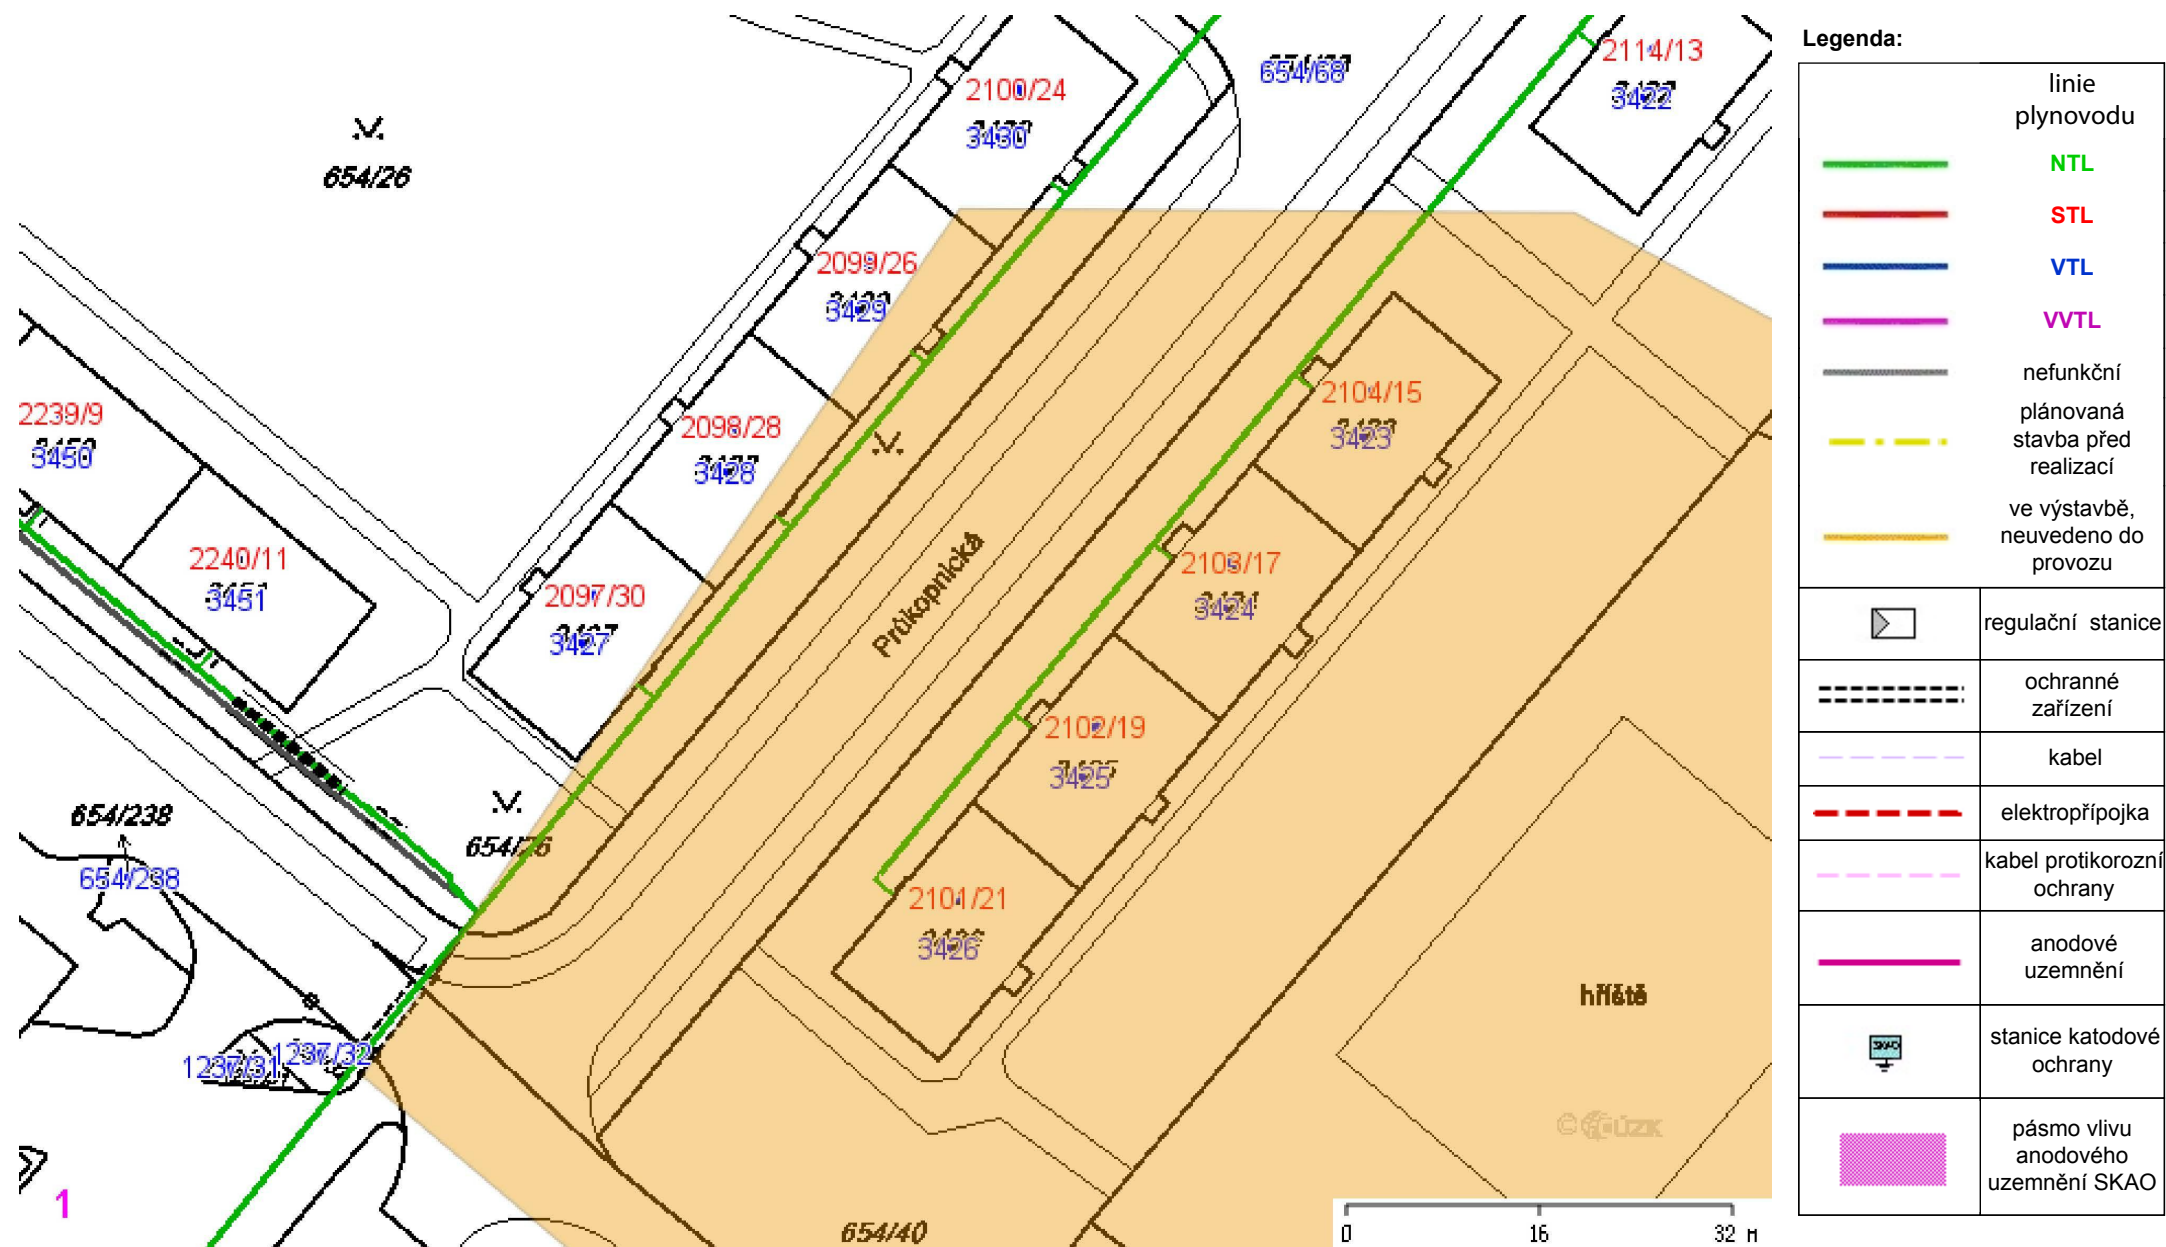 2114/13
3422
654/68
2100/24
3430
654/26
2099/26
3429
2104/15
3423
2239/9
3450
2098/28
3428
2240/11
3451
2103/17
3424
2097/30
3427
Průkopnická
2102/19
3425
654/238
654/26
654/238
2101/21
3426
hřiště
1237/31
1237/32
©ČÚZK
1
654/40
0 16 32 M
Legenda:
linie
plynovodu
NTL
STL
VTL
VVTL
nefunkční
plánovaná
stavba před
realizací
ve výstavbě,
neuvedeno do
provozu
regulační stanice
ochranné
zařízení
kabel
elektropřípojka
kabel protikorozní
ochrany
anodové
uzemnění
SKAO
stanice katodové
ochrany
pásmo vlivu
anodového
uzemnění SKAO